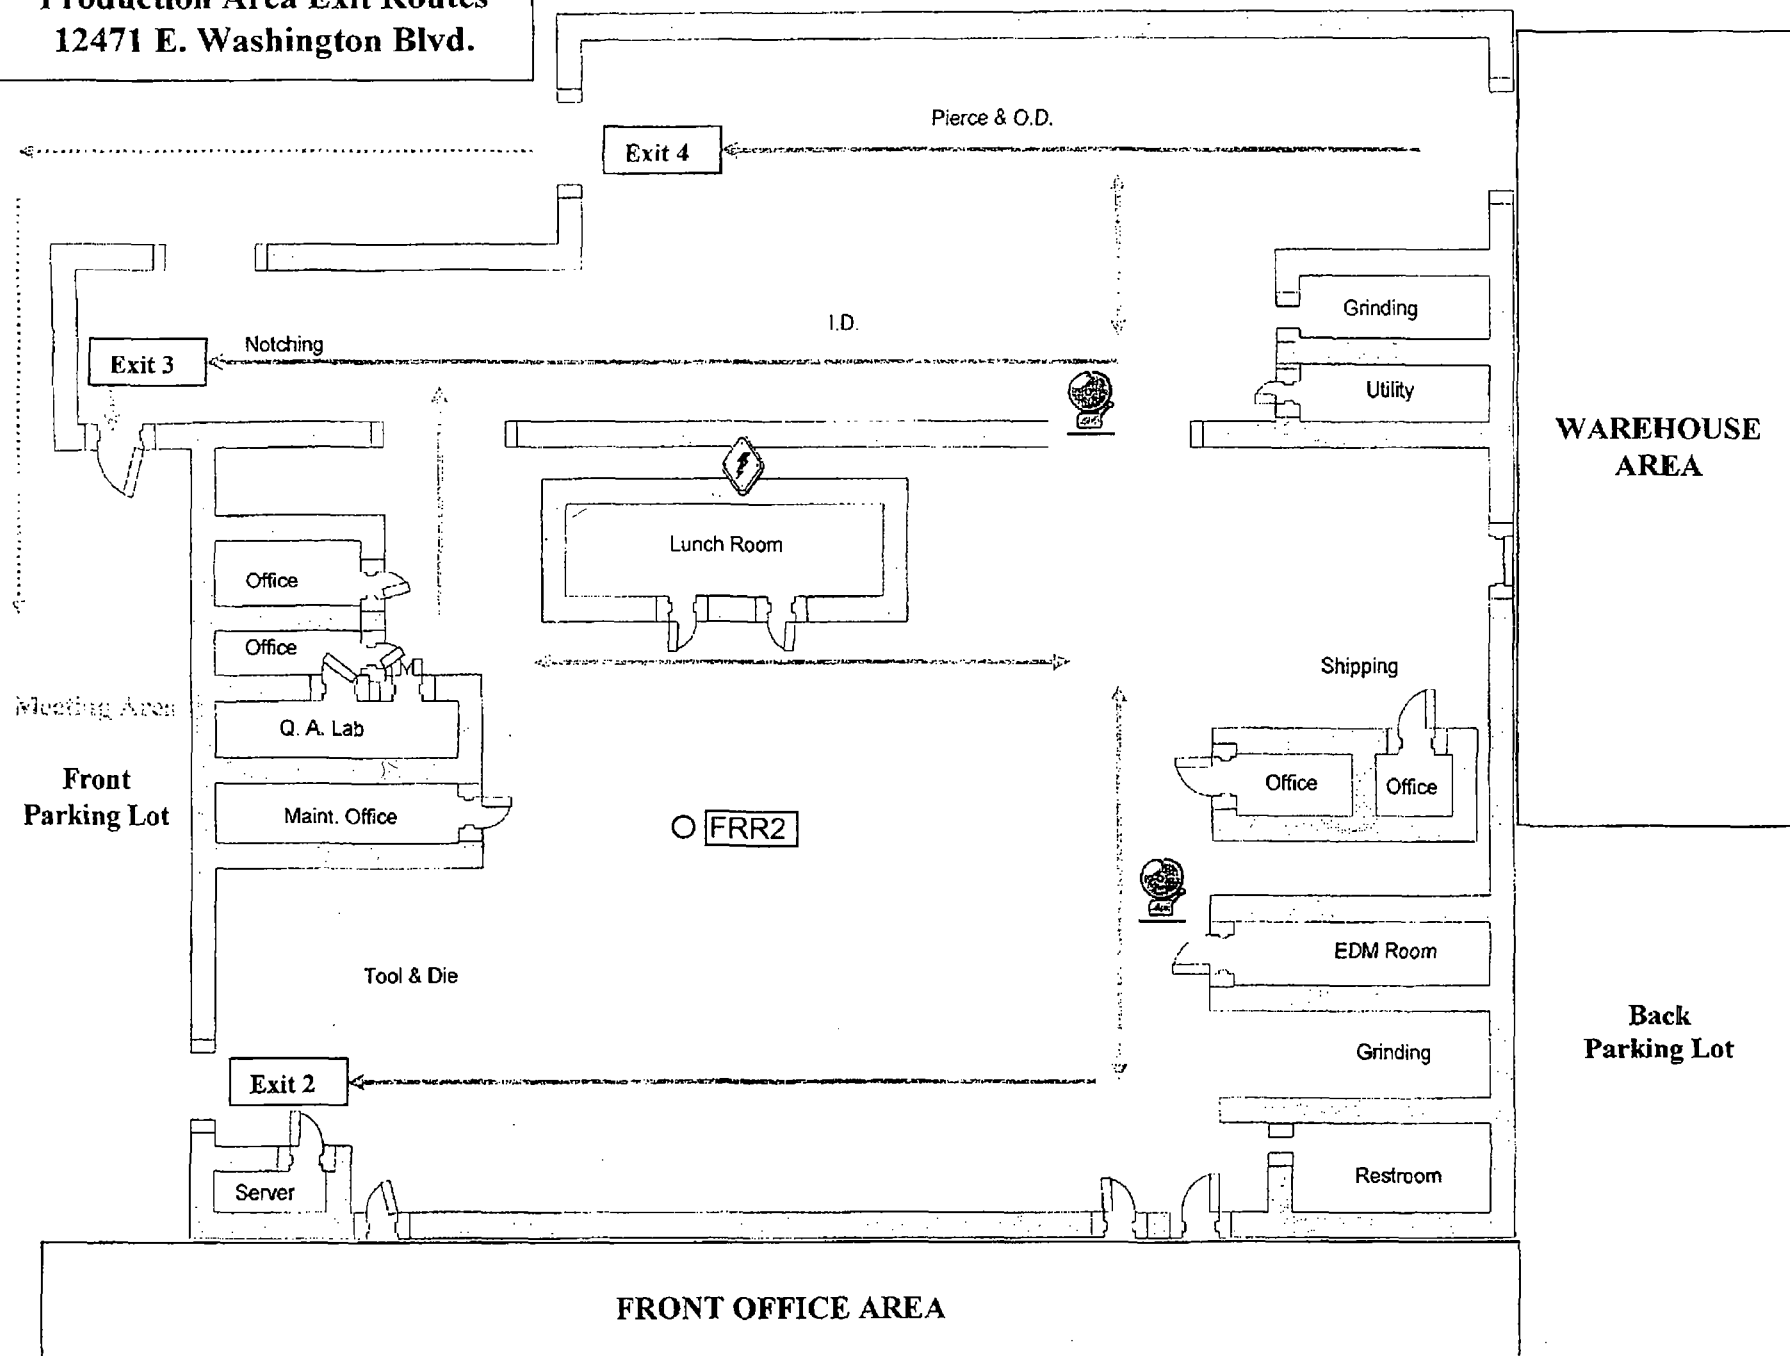 Production Area Exit Routes
12471 E. Washington Blvd.
Pierce & O.D.
Exit 4
Grinding
I.D.
Notching
Exit 3
Utility
WAREHOUSE
AREA
Lunch Room
Office
Office
Shipping
Meeting Area
Q. A. Lab
Front
Parking Lot
Office
Office
Maint. Office
FRR2
EDM Room
Tool & Die
Back
Parking Lot
Grinding
Exit 2
Restroom
Server
FRONT OFFICE AREA